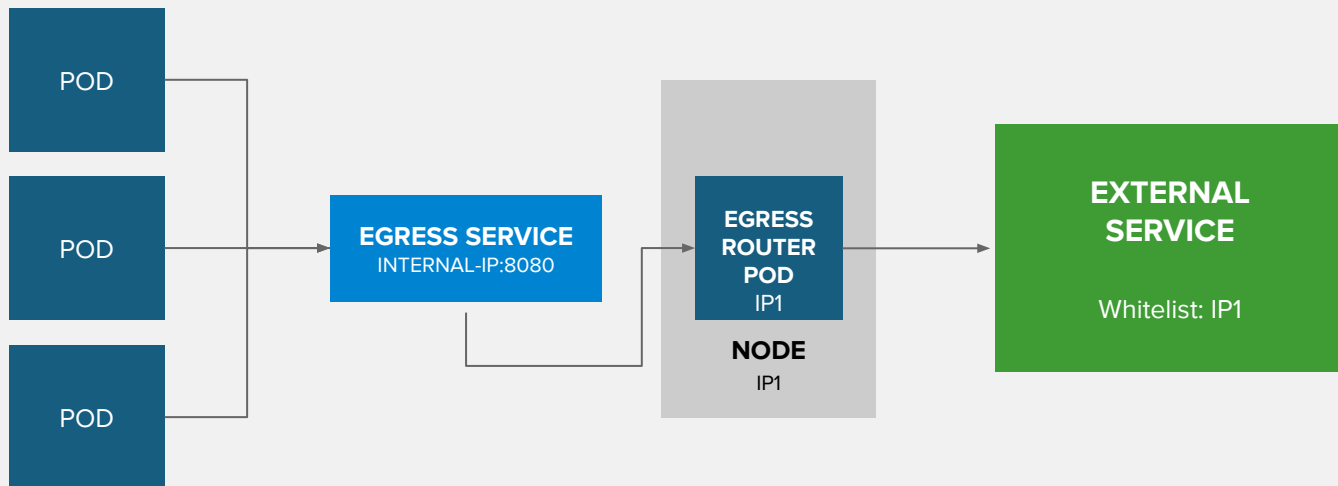 POD
POD
POD
EGRESS SERVICE
INTERNAL-IP:8080
EGRESS
ROUTER
POD
IP1
NODE
IP1
EXTERNAL
SERVICE
Whitelist: IP1